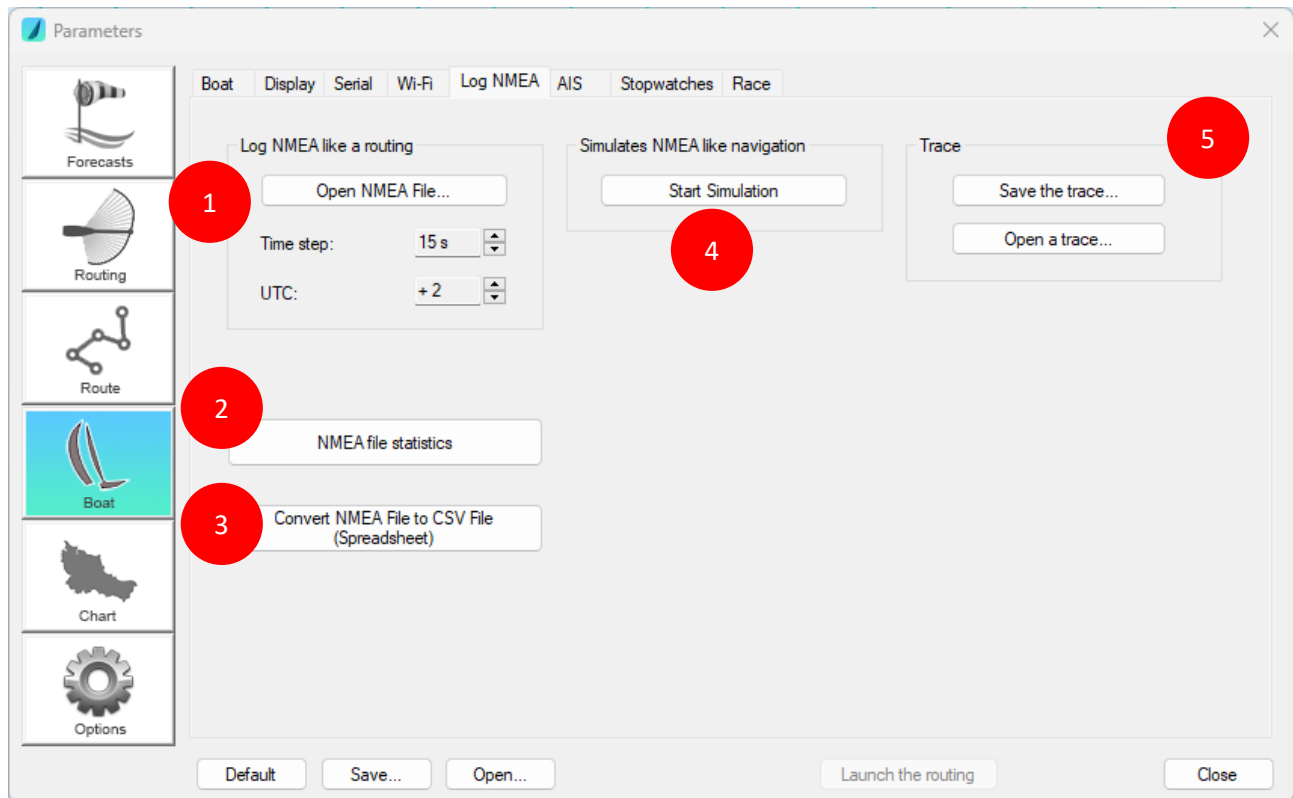 Parameters
Boat Display Serial Wi-Fi Log NMEA AIS Stopwatches Race
Forecasts
Routing
Route
Boat
Chart
Options
Log NMEA like a routing
1
Open NMEA File...
Time step: 15 s
UTC: + 2
2
NMEA file statistics
3
Convert NMEA File to CSV File
(Spreadsheet)
Simulates NMEA like navigation
Start Simulation
4
Trace
5
Save the trace...
Open a trace...
Default Save... Open... Launch the routing Close